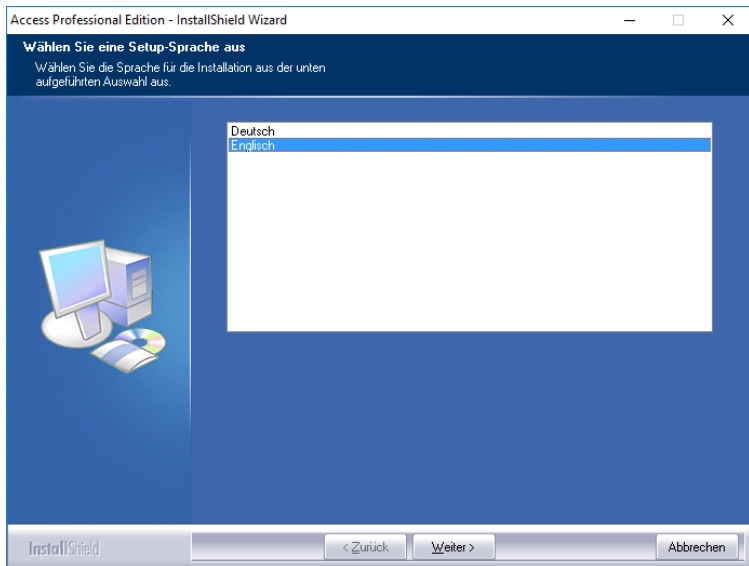 Access Professional Edition - InstallShield Wizard
Wählen Sie eine Setup-Sprache aus
Wählen Sie die Sprache für die Installation aus der unten
aufgeführten Auswahl aus.
Deutsch
Englisch
InstallShield
< Zurück
Weiter >
Abbrechen